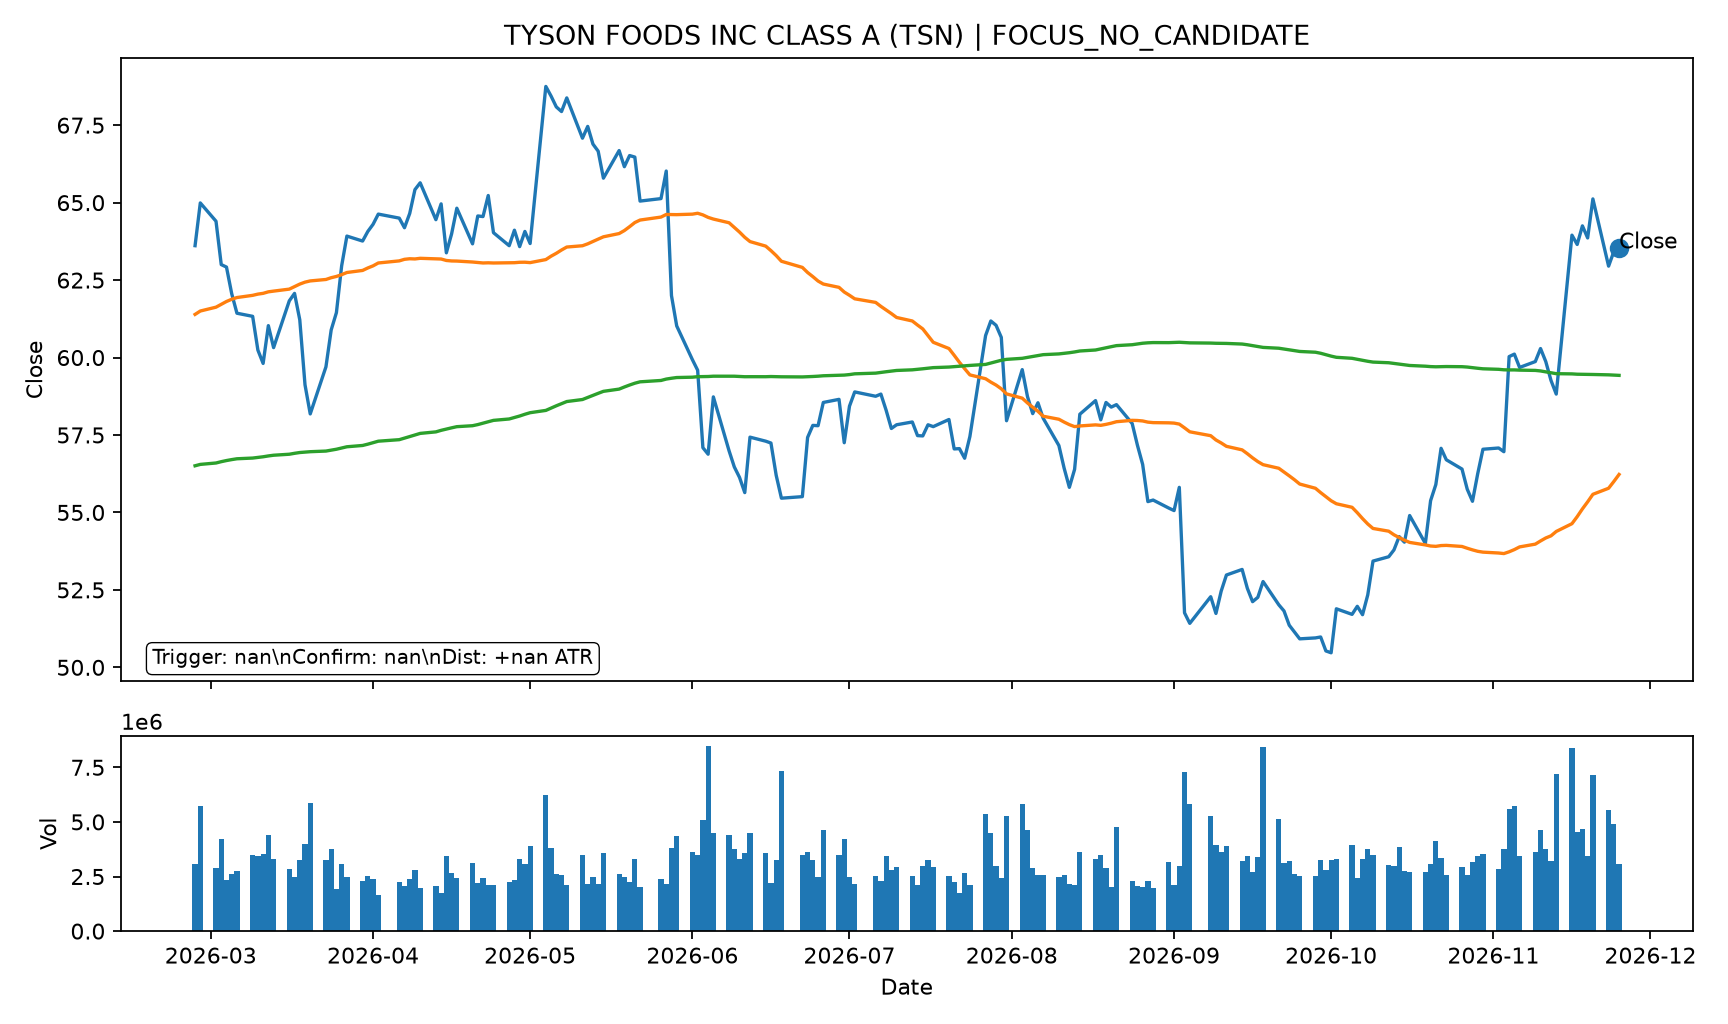 TYSON FOODS INC CLASS A (TSN) | FOCUS_NO_CANDIDATE
Close
67.5
65.0
62.5
60.0
57.5
55.0
52.5
50.0
Close
Trigger: nan\nConfirm: nan\nDist: +nan ATR
1e6
Vol
7.5
5.0
2.5
0.0
2026-03 2026-04 2026-05 2026-06 2026-07 2026-08 2026-09 2026-10 2026-11 2026-12
Date